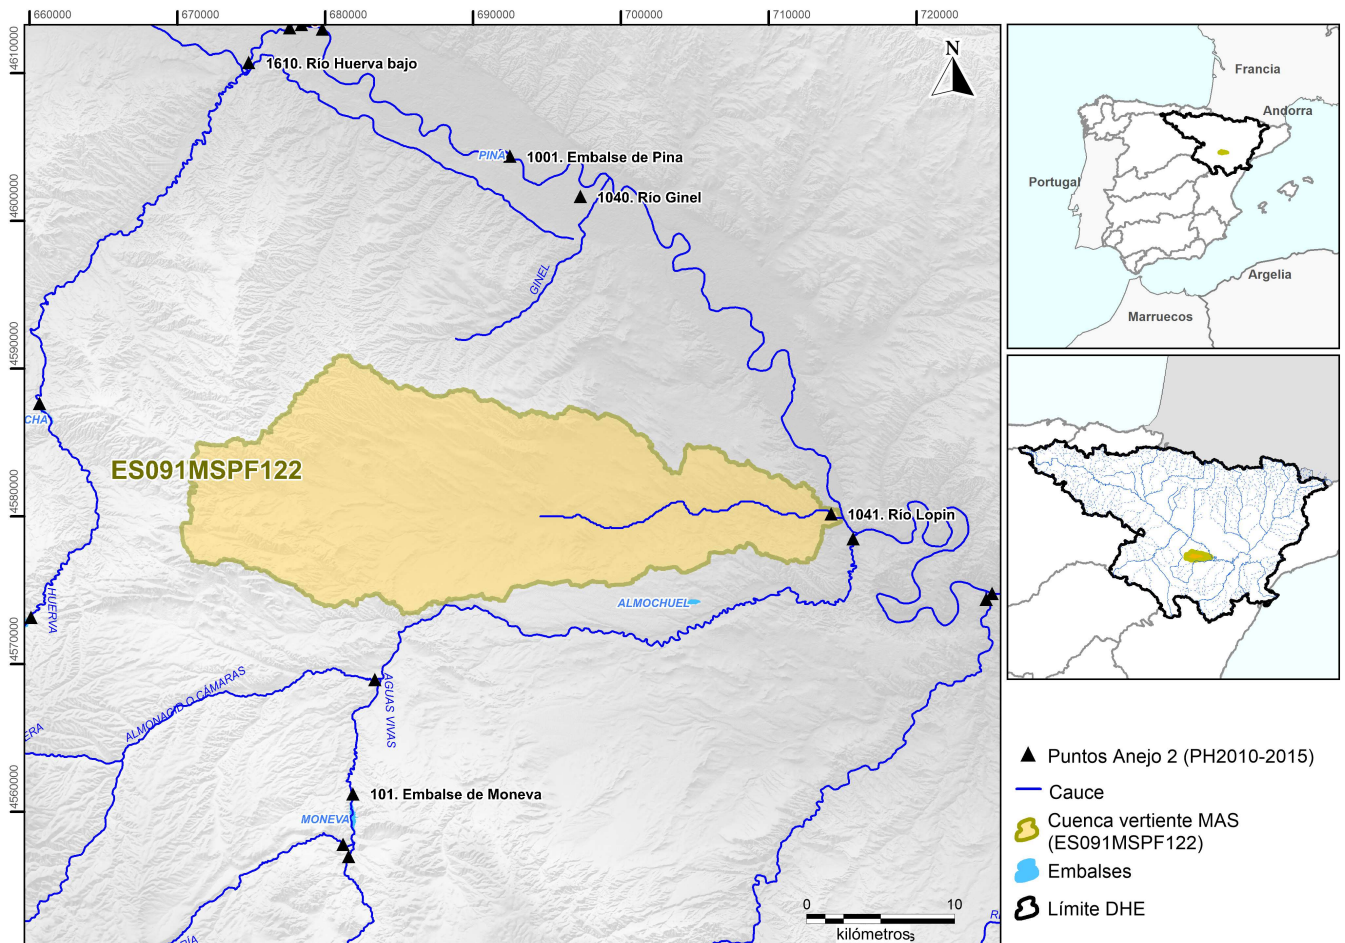 660000
670000
680000
690000
700000
710000
720000
4610000
4600000
4590000
4580000
4570000
4560000
N
1610. Río Huerva bajo
PINA
1001. Embalse de Pina
1040. Río Ginel
GINEL
CHA
ES091MSPF122
1041. Río Lopin
ALMOCHUEL
HUERVA
ALMONACID O CÁMARAS
AGUAS VIVAS
ERA
101. Embalse de Moneva
MONEVA
RÍA
RI
0
10
kilómetros
Francia
Andorra
Portugal
Argelia
Marruecos
Puntos Anejo 2 (PH2010-2015)
Cauce
Cuenca vertiente MAS
(ES091MSPF122)
Embalses
Límite DHE